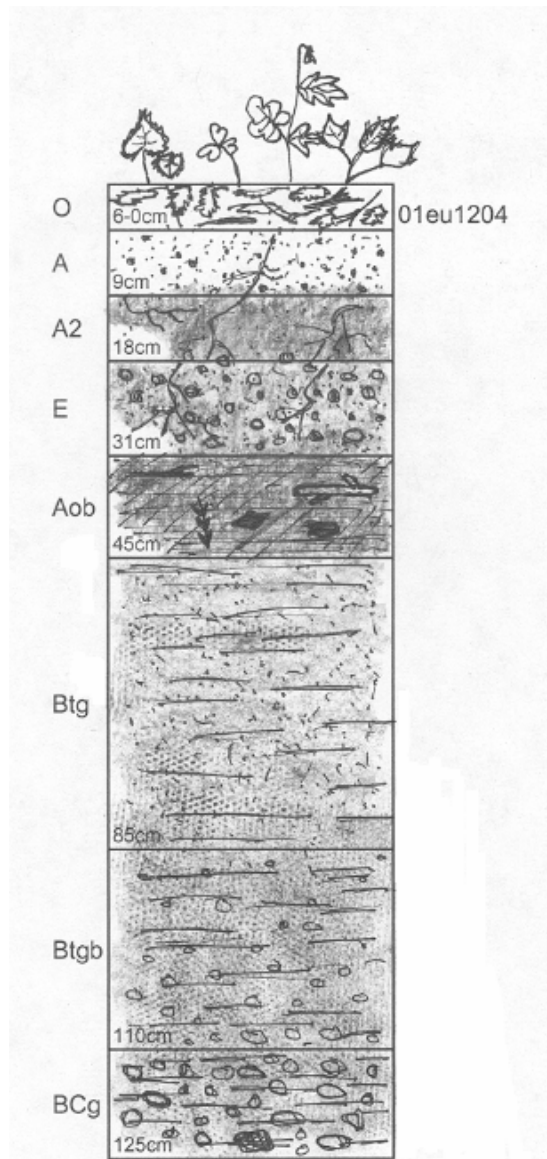 O
6-0cm
01eu1204
A
9cm
A2
18cm
E
31cm
Aob
45cm
Btg
85cm
Btgb
110cm
BCg
125cm